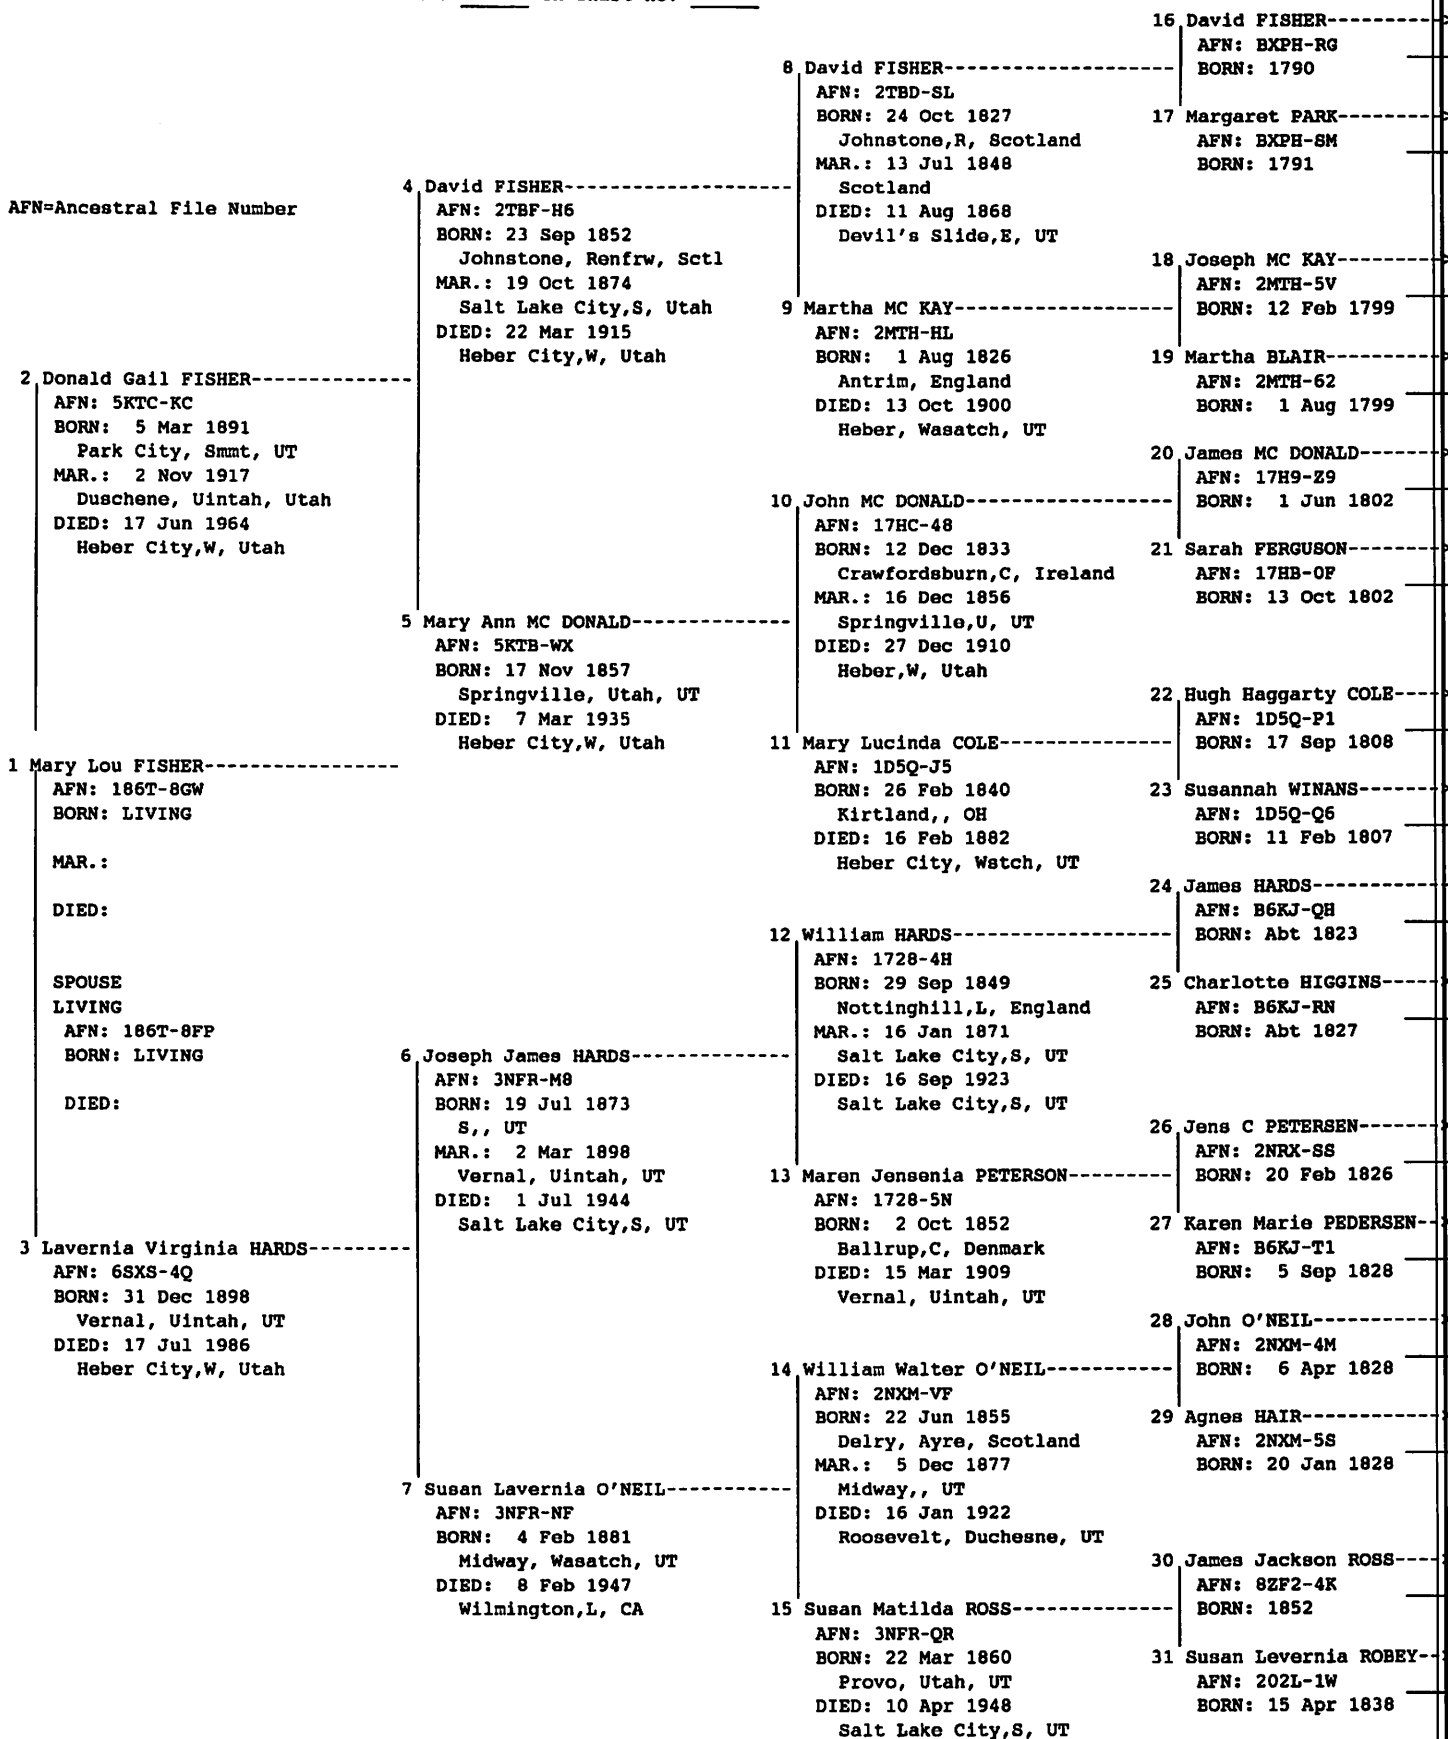 AFN=Ancestral File Number
1 Mary Lou FISHER----------------
AFN: 186T-8GW
BORN: LIVING
MAR.:
DIED:
SPOUSE
LIVING
AFN: 186T-8FP
BORN: LIVING
DIED:
2 Donald Gail FISHER-------------
AFN: 5KTC-KC
BORN: 5 Mar 1891
Park City, Smmt, UT
MAR.: 2 Nov 1917
Duschene, Uintah, Utah
DIED: 17 Jun 1964
Heber City,W, Utah
3 Lavernia Virginia HARDS---------
AFN: 6SXS-4Q
BORN: 31 Dec 1898
Vernal, Uintah, UT
DIED: 17 Jul 1986
Heber City,W, Utah
4 David FISHER-------------------
AFN: 2TBF-H6
BORN: 23 Sep 1852
Johnstone, Renfrw, Sctl
MAR.: 19 Oct 1874
Salt Lake City,S, Utah
DIED: 22 Mar 1915
Heber City,W, Utah
5 Mary Ann MC DONALD-------------
AFN: 5KTB-WX
BORN: 17 Nov 1857
Springville, Utah, UT
DIED: 7 Mar 1935
Heber City,W, Utah
6 Joseph James HARDS-------------
AFN: 3NFR-M8
BORN: 19 Jul 1873
S,, UT
MAR.: 2 Mar 1898
Vernal, Uintah, UT
DIED: 1 Jul 1944
Salt Lake City,S, UT
7 Susan Lavernia O'NEIL-----------
AFN: 3NFR-NF
BORN: 4 Feb 1881
Midway, Wasatch, UT
DIED: 8 Feb 1947
Wilmington,L, CA
8 David FISHER-------------------
AFN: 2TBD-SL
BORN: 24 Oct 1827
Johnstone,R, Scotland
MAR.: 13 Jul 1848
Scotland
DIED: 11 Aug 1868
Devil's Slide,E, UT
9 Martha MC KAY------------------
AFN: 2MTH-HL
BORN: 1 Aug 1826
Antrim, England
DIED: 13 Oct 1900
Heber, Wasatch, UT
10 John MC DONALD-----------------
AFN: 17HC-48
BORN: 12 Dec 1833
Crawfordsburn,C, Ireland
MAR.: 16 Dec 1856
Springville,U, UT
DIED: 27 Dec 1910
Heber,W, Utah
11 Mary Lucinda COLE--------------
AFN: 1D5Q-J5
BORN: 26 Feb 1840
Kirtland,, OH
DIED: 16 Feb 1882
Heber City, Wstch, UT
12 William HARDS------------------
AFN: 1728-4H
BORN: 29 Sep 1849
Nottinghill,L, England
MAR.: 16 Jan 1871
Salt Lake City,S, UT
DIED: 16 Sep 1923
Salt Lake City,S, UT
13 Maren Jensenia PETERSON---------
AFN: 1728-5N
BORN: 2 Oct 1852
Ballrup,C, Denmark
DIED: 15 Mar 1909
Vernal, Uintah, UT
14 William Walter O'NEIL-----------
AFN: 2NXM-VF
BORN: 22 Jun 1855
Delry, Ayre, Scotland
MAR.: 5 Dec 1877
Midway,, UT
DIED: 16 Jan 1922
Roosevelt, Duchesne, UT
15 Susan Matilda ROSS-------------
AFN: 3NFR-QR
BORN: 22 Mar 1860
Provo, Utah, UT
DIED: 10 Apr 1948
Salt Lake City,S, UT
16 David FISHER---------
AFN: BXPH-RG
BORN: 1790
17 Margaret PARK--------
AFN: BXPH-SM
BORN: 1791
18 Joseph MC KAY--------
AFN: 2MTH-5V
BORN: 12 Feb 1799
19 Martha BLAIR---------
AFN: 2MTH-62
BORN: 1 Aug 1799
20 James MC DONALD------
AFN: 17H9-Z9
BORN: 1 Jun 1802
21 Sarah FERGUSON-------
AFN: 17HB-0F
BORN: 13 Oct 1802
22 Hugh Haggarty COLE----
AFN: 1D5Q-P1
BORN: 17 Sep 1808
23 Susannah WINANS------
AFN: 1D5Q-Q6
BORN: 11 Feb 1807
24 James HARDS----------
AFN: B6KJ-QH
BORN: Abt 1823
25 Charlotte HIGGINS-----
AFN: B6KJ-RN
BORN: Abt 1827
26 Jens C PETERSEN------
AFN: 2NRX-SS
BORN: 20 Feb 1826
27 Karen Marie PEDERSEN--
AFN: B6KJ-T1
BORN: 5 Sep 1828
28 John O'NEIL----------
AFN: 2NXM-4M
BORN: 6 Apr 1828
29 Agnes HAIR-----------
AFN: 2NXM-5S
BORN: 20 Jan 1828
30 James Jackson ROSS----
AFN: 8ZF2-4K
BORN: 1852
31 Susan Levernia ROBEY--
AFN: 202L-1W
BORN: 15 Apr 1838